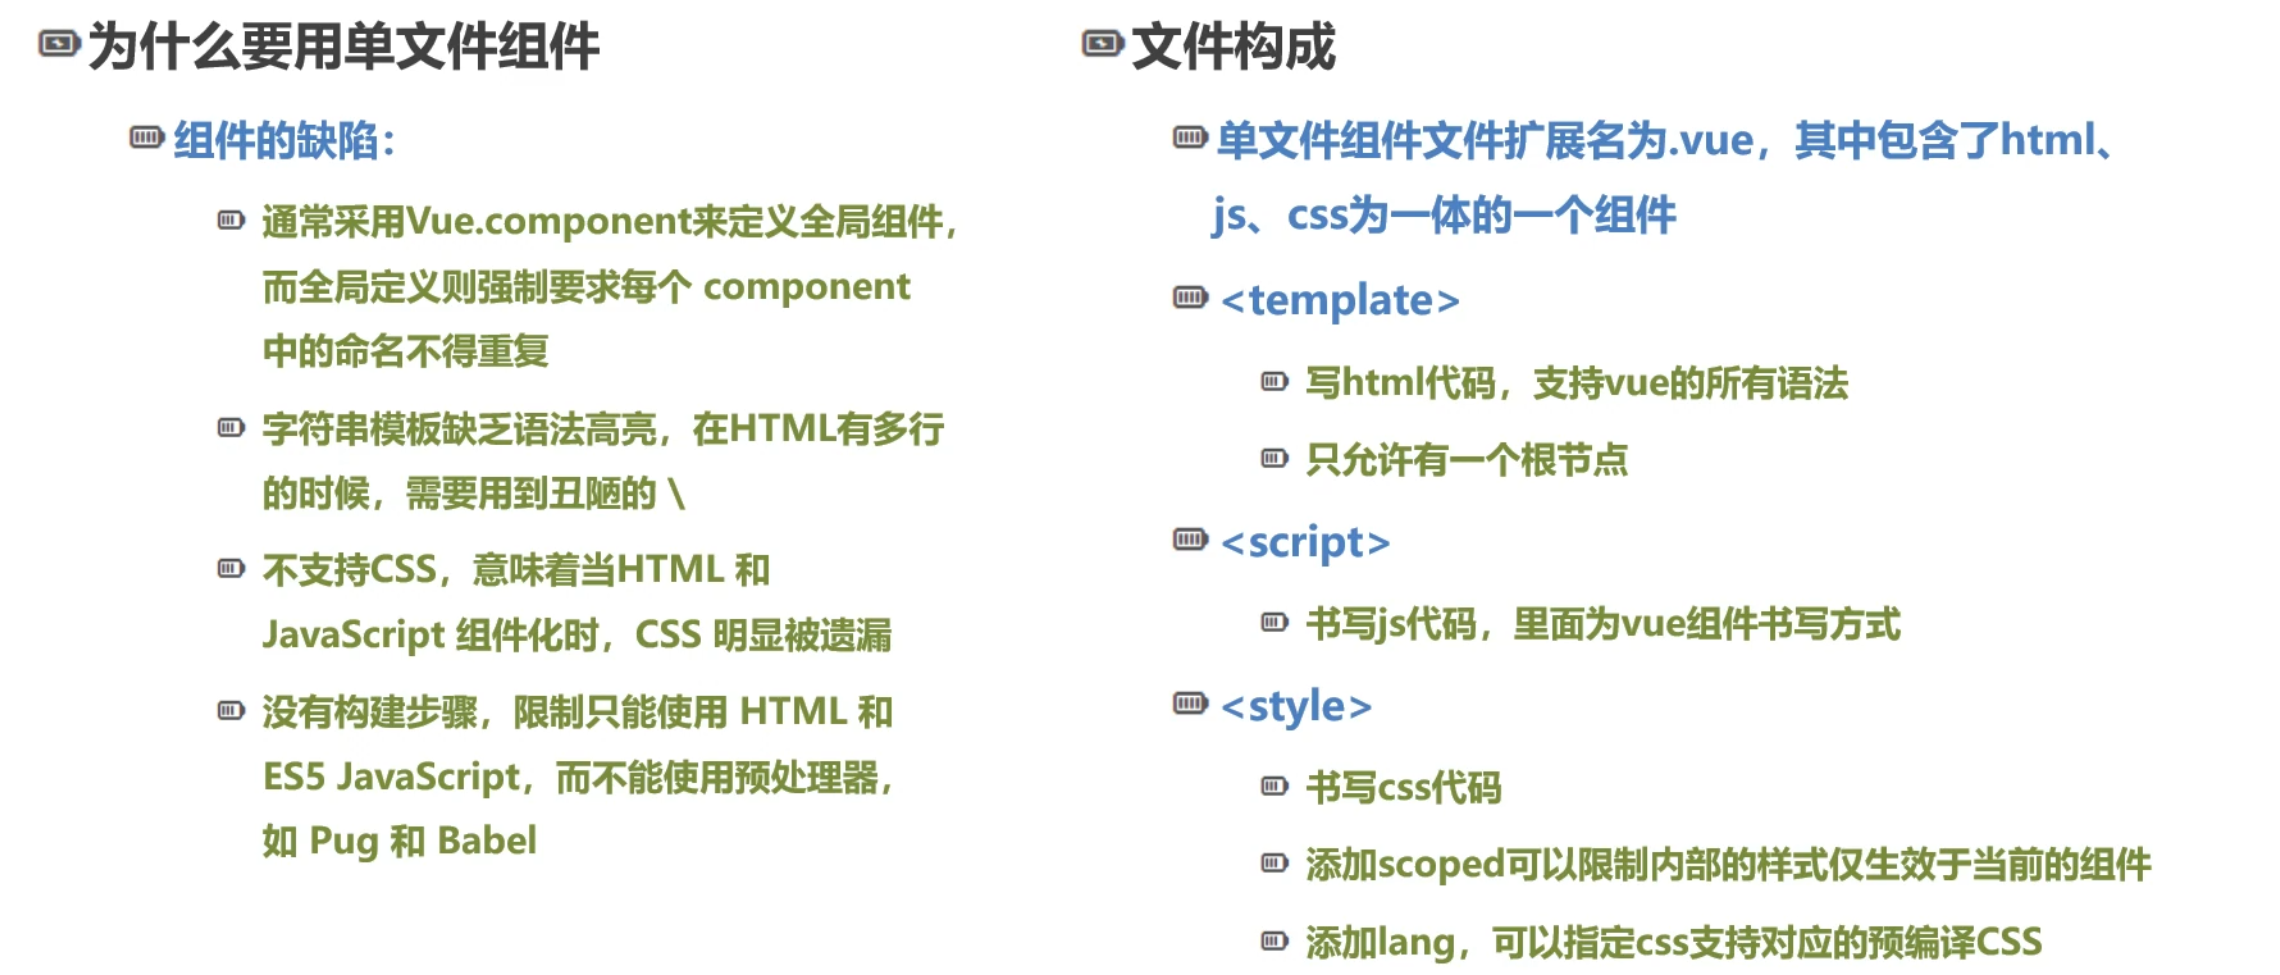 为什么要用单文件组件
组件的缺陷：
通常采用Vue.component来定义全局组件，
而全局定义则强制要求每个 component
中的命名不得重复
字符串模板缺乏语法高亮，在HTML有多行
的时候，需要用到丑陋的 \
不支持CSS，意味着当HTML 和
JavaScript 组件化时，CSS 明显被遗漏
没有构建步骤，限制只能使用 HTML 和
ES5 JavaScript，而不能使用预处理器，
如 Pug 和 Babel
文件构成
单文件组件文件扩展名为.vue，其中包含了html、
js、css为一体的一个组件
<template>
写html代码，支持vue的所有语法
只允许有一个根节点
<script>
书写js代码，里面为vue组件书写方式
<style>
书写css代码
添加scoped可以限制内部的样式仅生效于当前的组件
添加lang，可以指定css支持对应的预编译CSS